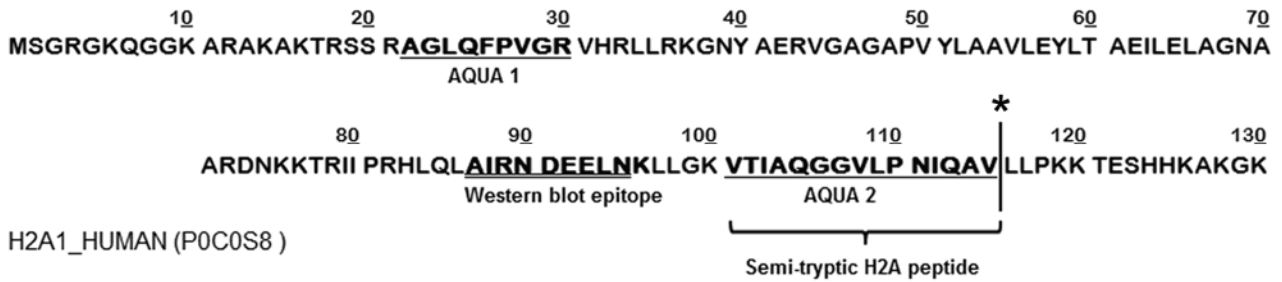 10 20 30 40 50 60 70
MSGRGKQGGK ARAKAKTRSS RAGLQFPVGR VHRLLRKGNY AERVGAGAPV YLAAVLEYLT AEILELAGNA
AQUA 1
*
80 90 100 110 120 130
ARDNKKTRII PRHLQLAIRN DEELNKLLGK VTIAQGGVLP NIQAVLLPKK TESHHKAKGK
Western blot epitope AQUA 2
H2A1_HUMAN (P0C0S8 )
Semi-tryptic H2A peptide